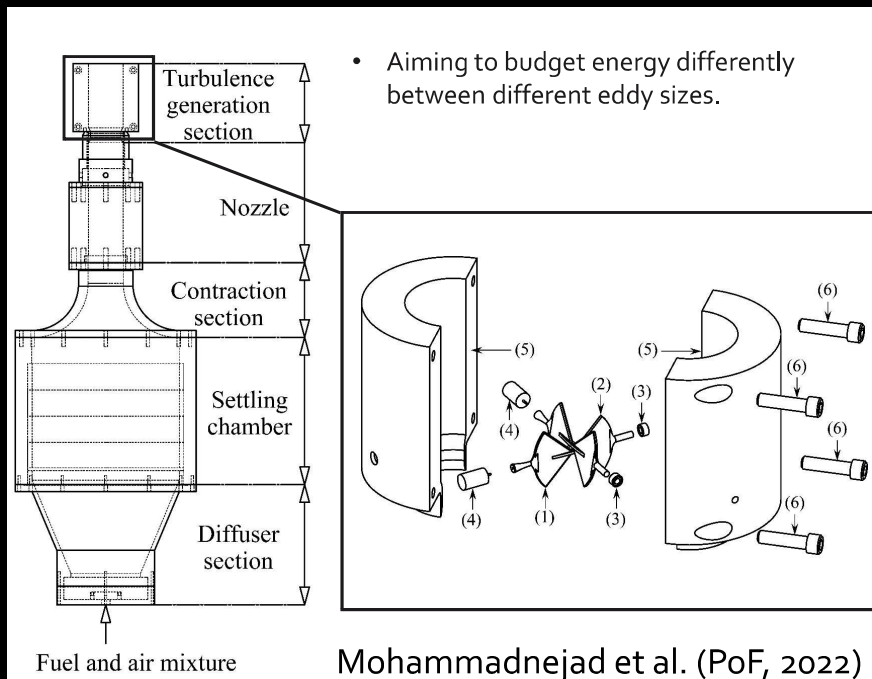 • Aiming to budget energy differently
between different eddy sizes.
Turbulence
generation
section
Nozzle
Contraction
section
Settling
chamber
Diffuser
section
Fuel and air mixture
(5)
(4)
(4)
(1)
(2)
(3)
(3)
(5)
(6)
(6)
(6)
(6)
Mohammadnejad et al. (PoF, 2022)